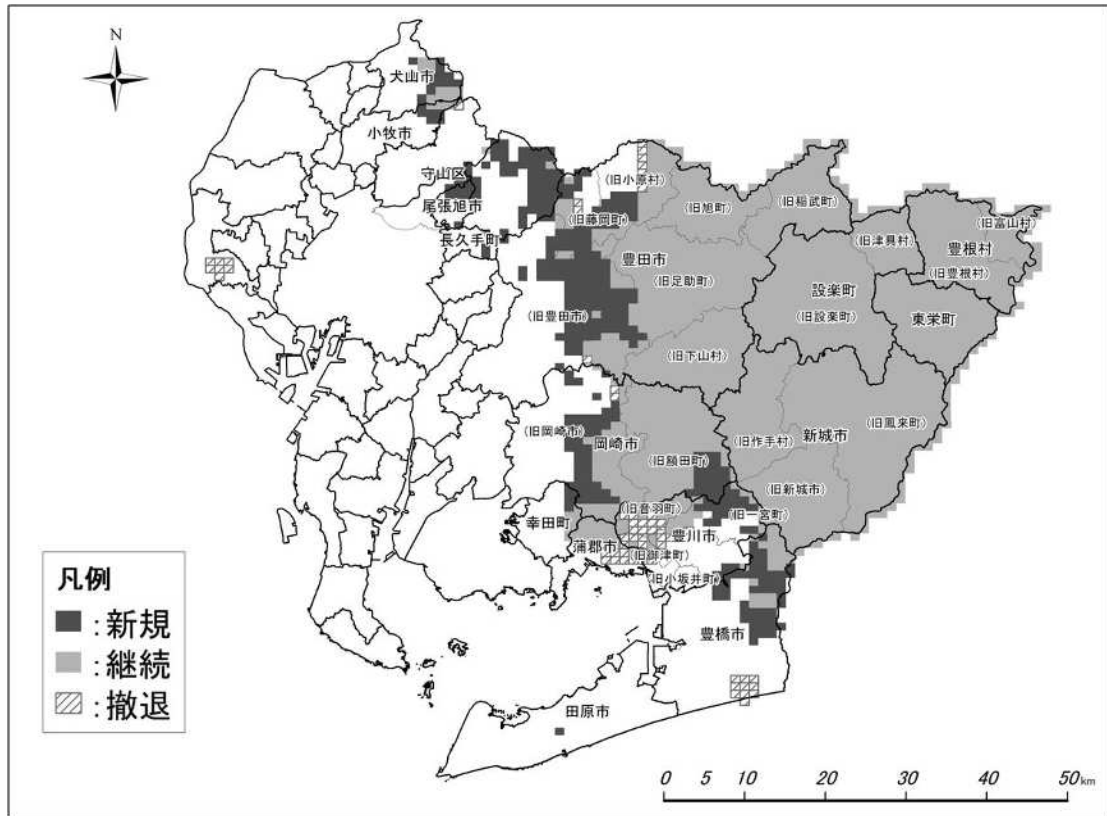 N
犬山市
小牧市
守山区
尾張旭市
長久手町
(旧小原村)
(旧藤岡町)
(旧旭町)
(旧稲武町)
(旧富山村)
(旧津具村)
豊根村
(旧豊根村)
豊田市
(旧足助町)
設楽町
(旧設楽町)
東栄町
(旧豊田市)
(旧下山村)
(旧岡崎市)
岡崎市
(旧額田町)
(旧作手村)
新城市
(旧鳳来町)
(旧新城市)
幸田町
(旧音羽町)
(旧一宮町)
豊川市
蒲郡市
(旧御津町)
(旧小坂井町)
豊橋市
田原市
凡例
:新規
:継続
:撤退
0 5 10 20 30 40 50 km